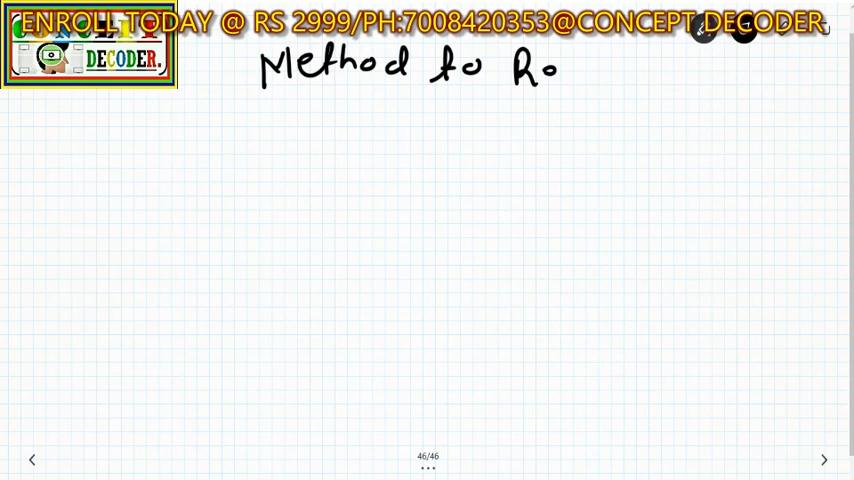 ENROLL TODAY @ RS 2999/PH:7008420353@CONCEPT DECODER.
DECODER.
Method to Ro
46/46